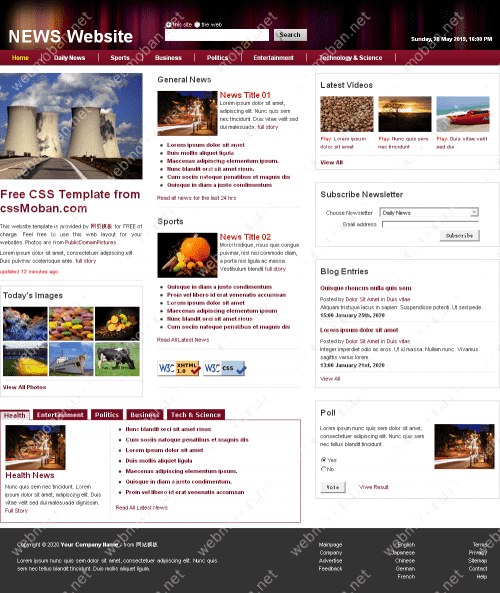 NEWS Website
this site the web
Search
Sunday, 28 May 2019, 16:00 PM
Home Daily News Sports Business Politics Entertainment Technology & Science
Free CSS Template from
cssMoban.com
This website template is provided by 网页模板 for FREE of
charge. Feel free to use this web layout for your
websites. Photos are from PublicDomainPictures.
Lorem ipsum dolor sit amet, adipiscing elit.
Duis pulvinar scelerisque ante. full story
updated 12 minutes ago
Today's Images
View All Photos
General News
News Title 01
Lorem ipsum dolor sit amet,
adipiscing elit. Cum sociis nec
nunc tincidunt. Duis vitae velit sed
dui malesuada. full story
Lorem ipsum dolor sit amet
Duis mollis aliquet ligula
Maecenas adipiscing elementum ipsum.
Nunc blandit orci sit amet risus.
Cum sociis natoque penatibus et magnis dis
Quisque in diam a justo condimentum
Read all news for the last 24 hrs
Sports
News Title 02
Morbi tristique, risus quis congue
pulvinar, nisl nisi commodo diam,
a porta nisi ligula ac massa.
Vestibulum blandit full story
Quisque in diam a justo condimentum.
Proin vel libero id erat venenatis accumsan
Lorem ipsum dolor sit amet
Maecenas adipiscing elementum ipsum.
Nunc blandit orci sit amet risus
Cum sociis natoque penatibus et magnis dis
Read All Latest News
W3C XHTML 1.0
W3C CSS
Latest Videos
Play: Lorem ipsum dolor sit amet
Play: Nunc quis sem nec tincidunt
Play: Duis vitae velit sed dui
View All
Subscribe Newsletter
Choose Newsletter Daily News
Email address
Subscribe
Blog Entries
Quisque rhoncus nulla quis sem
Posted by Dolor Sit Amet in Duis vitae
Aliquam tristique lacus in sapien. Suspendisse potenti. Ut sed pede.
15:00 January 25th, 2020
Lorem ipsum dolor sit amet
Posted by Dolor Sit Amet in Duis vitae
Integer imperdiet odio ac eros. Ut id massa. Nullam nunc. Vivamus
sagittis varius lorem.
13:00 January 21st, 2020
View All
Poll
Lorem ipsum dolor sit amet,
consectetuer adipiscing elit. Cum sociis nec
tellus blandit tincidunt.
Yes
No
Vote View Result
Health Entertainment Politics Business Tech & Science
Health News
Nunc quis sem nec tincidunt. Lorem
ipsum dolor sit amet, adipiscing elit. Duis
vitae velit sed dui malesuada dignissim.
Full Story
Nunc blandit orci sit amet risus
Cum sociis natoque penatibus et magnis dis
Lorem ipsum dolor sit amet
Duis mollis aliquet ligula
Maecenas adipiscing elementum ipsum.
Quisque in diam a justo condimentum.
Proin vel libero id erat venenatis accumsan
Read All Latest News
Copyright © 2020 Your Company Name - from 网站模板
Lorem ipsum dolor sit amet, consectetuer adipiscing elit. Cum quis
sem nec tellus blandit tincidunt. Duis mollis aliquet ligula.
Mainpage English Terms
Company Japanese Privacy
Advertise Chinese Sitemap
Feedback German Contact
French Help
webmoban.net